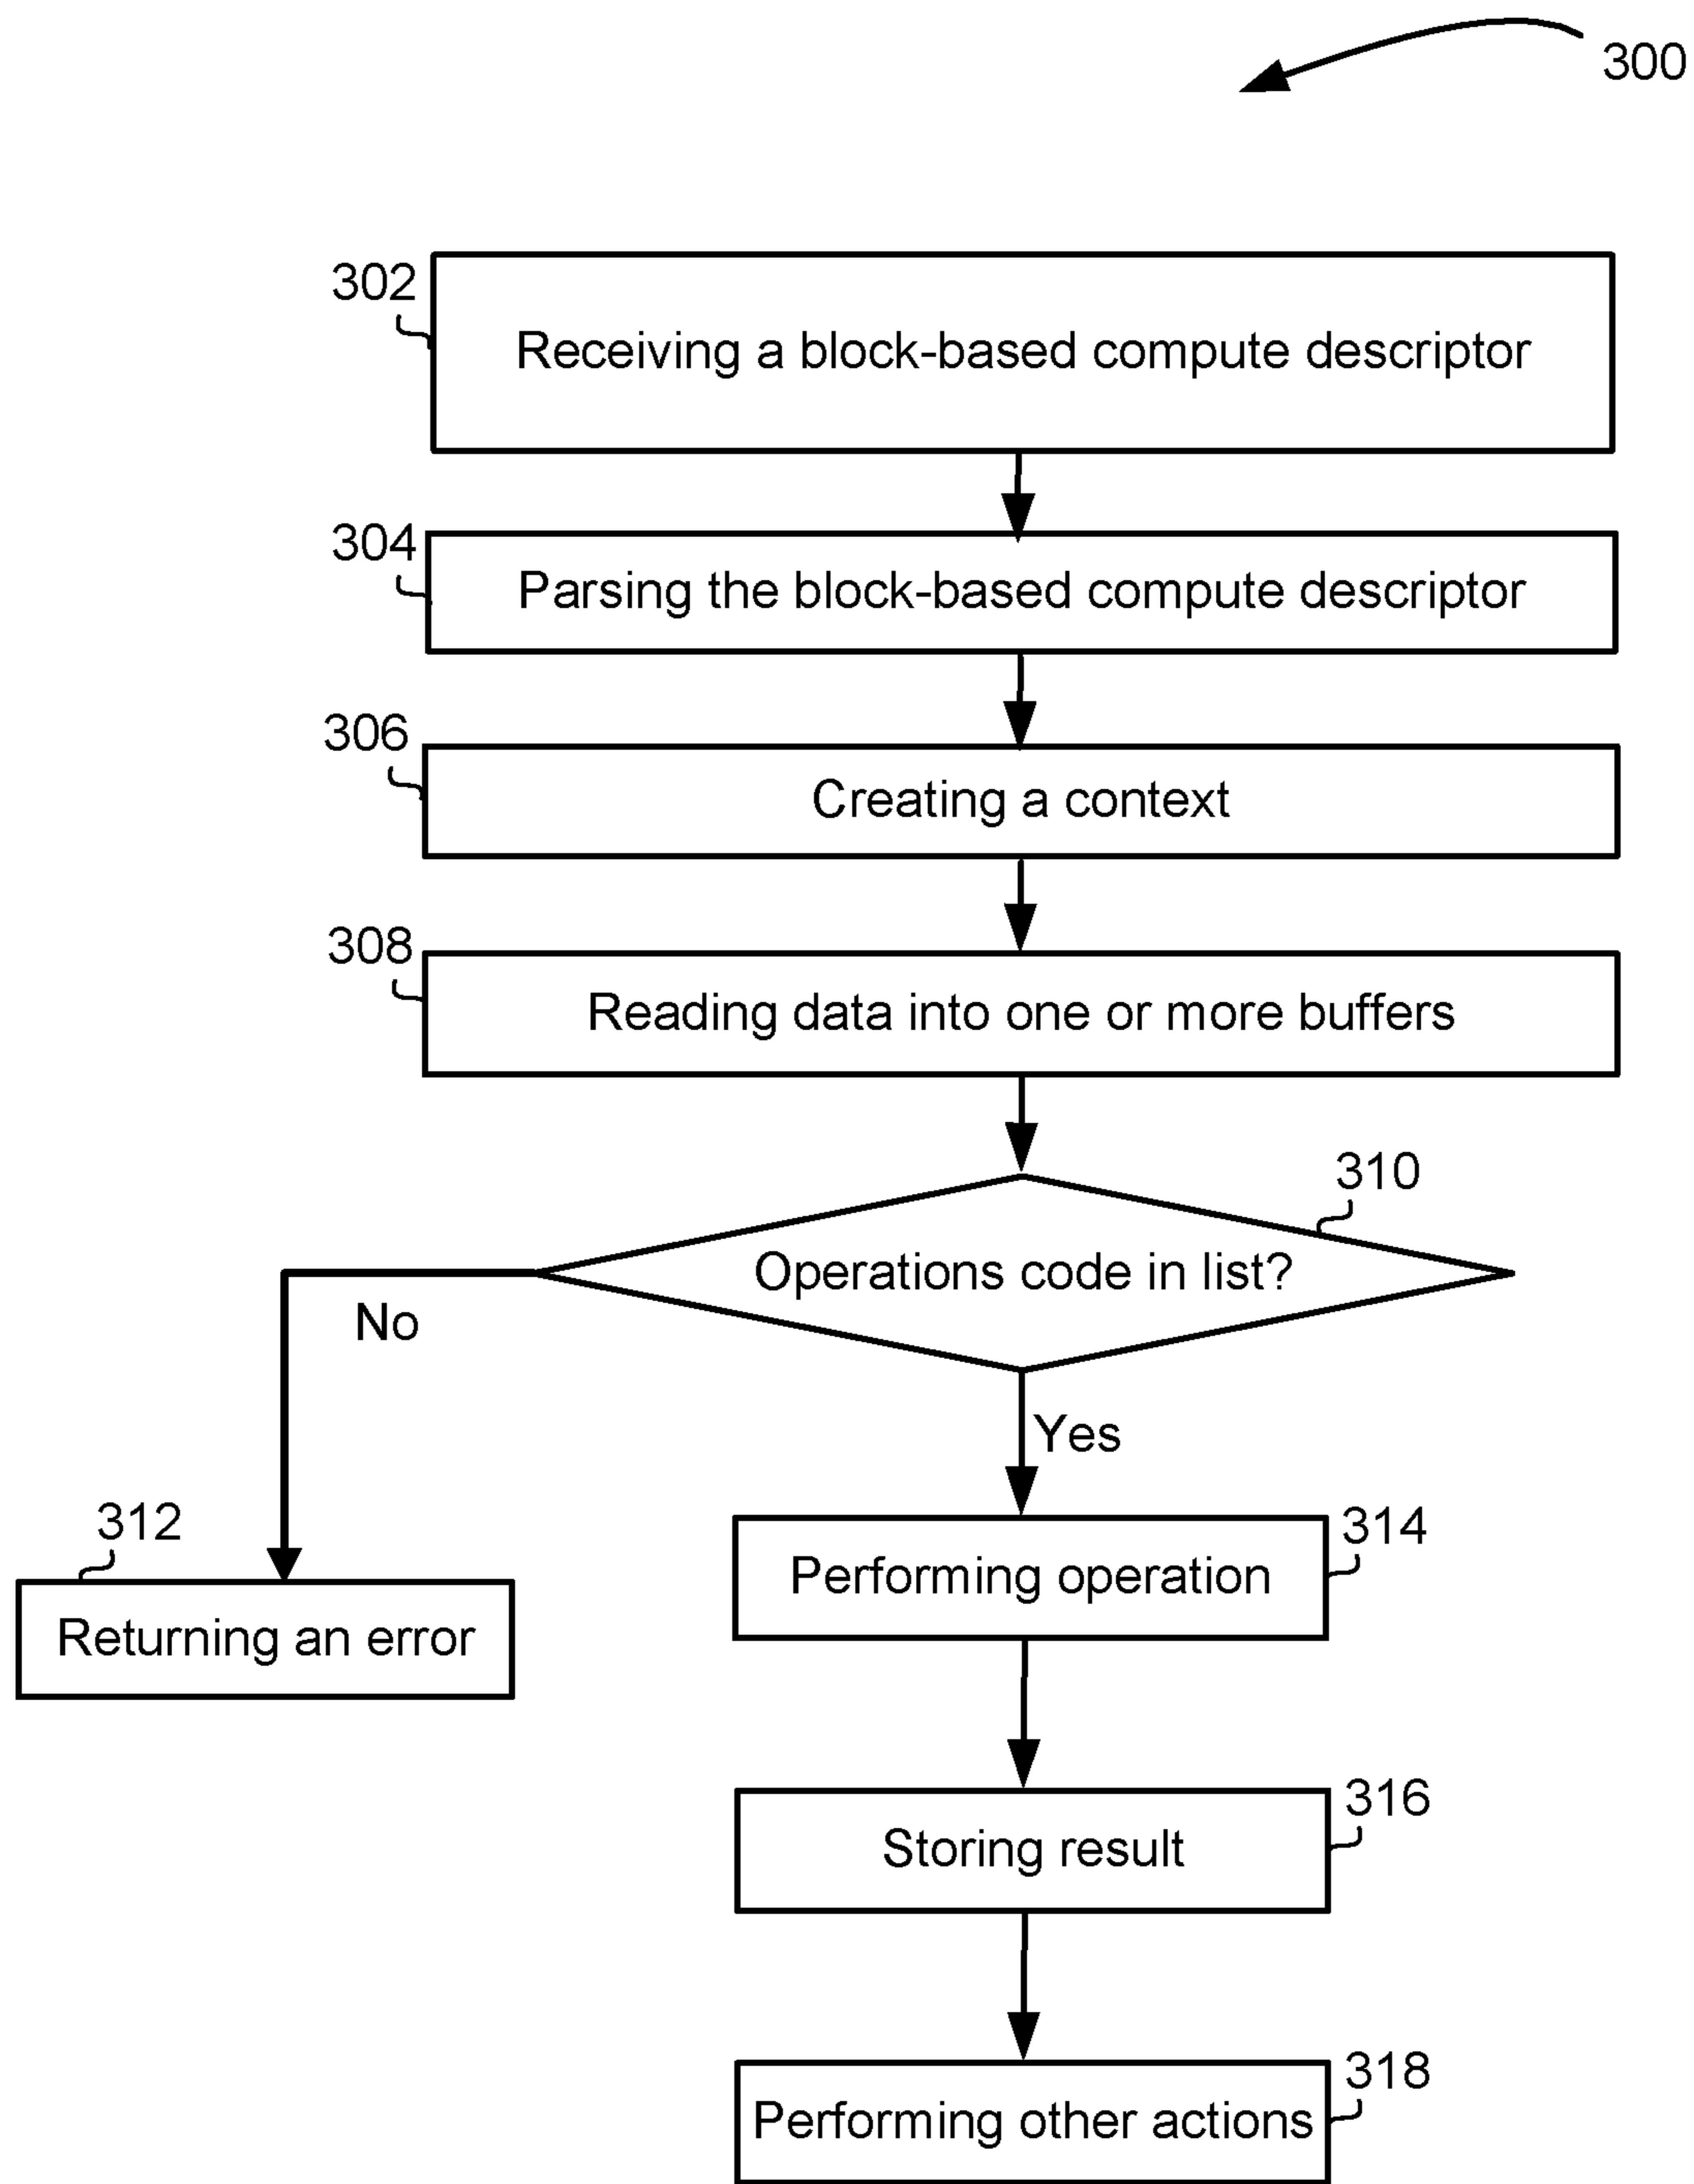 300
302
Receiving a block-based compute descriptor
304
Parsing the block-based compute descriptor
306
Creating a context
308
Reading data into one or more buffers
310
Operations code in list?
No
Yes
312
Returning an error
314
Performing operation
316
Storing result
318
Performing other actions